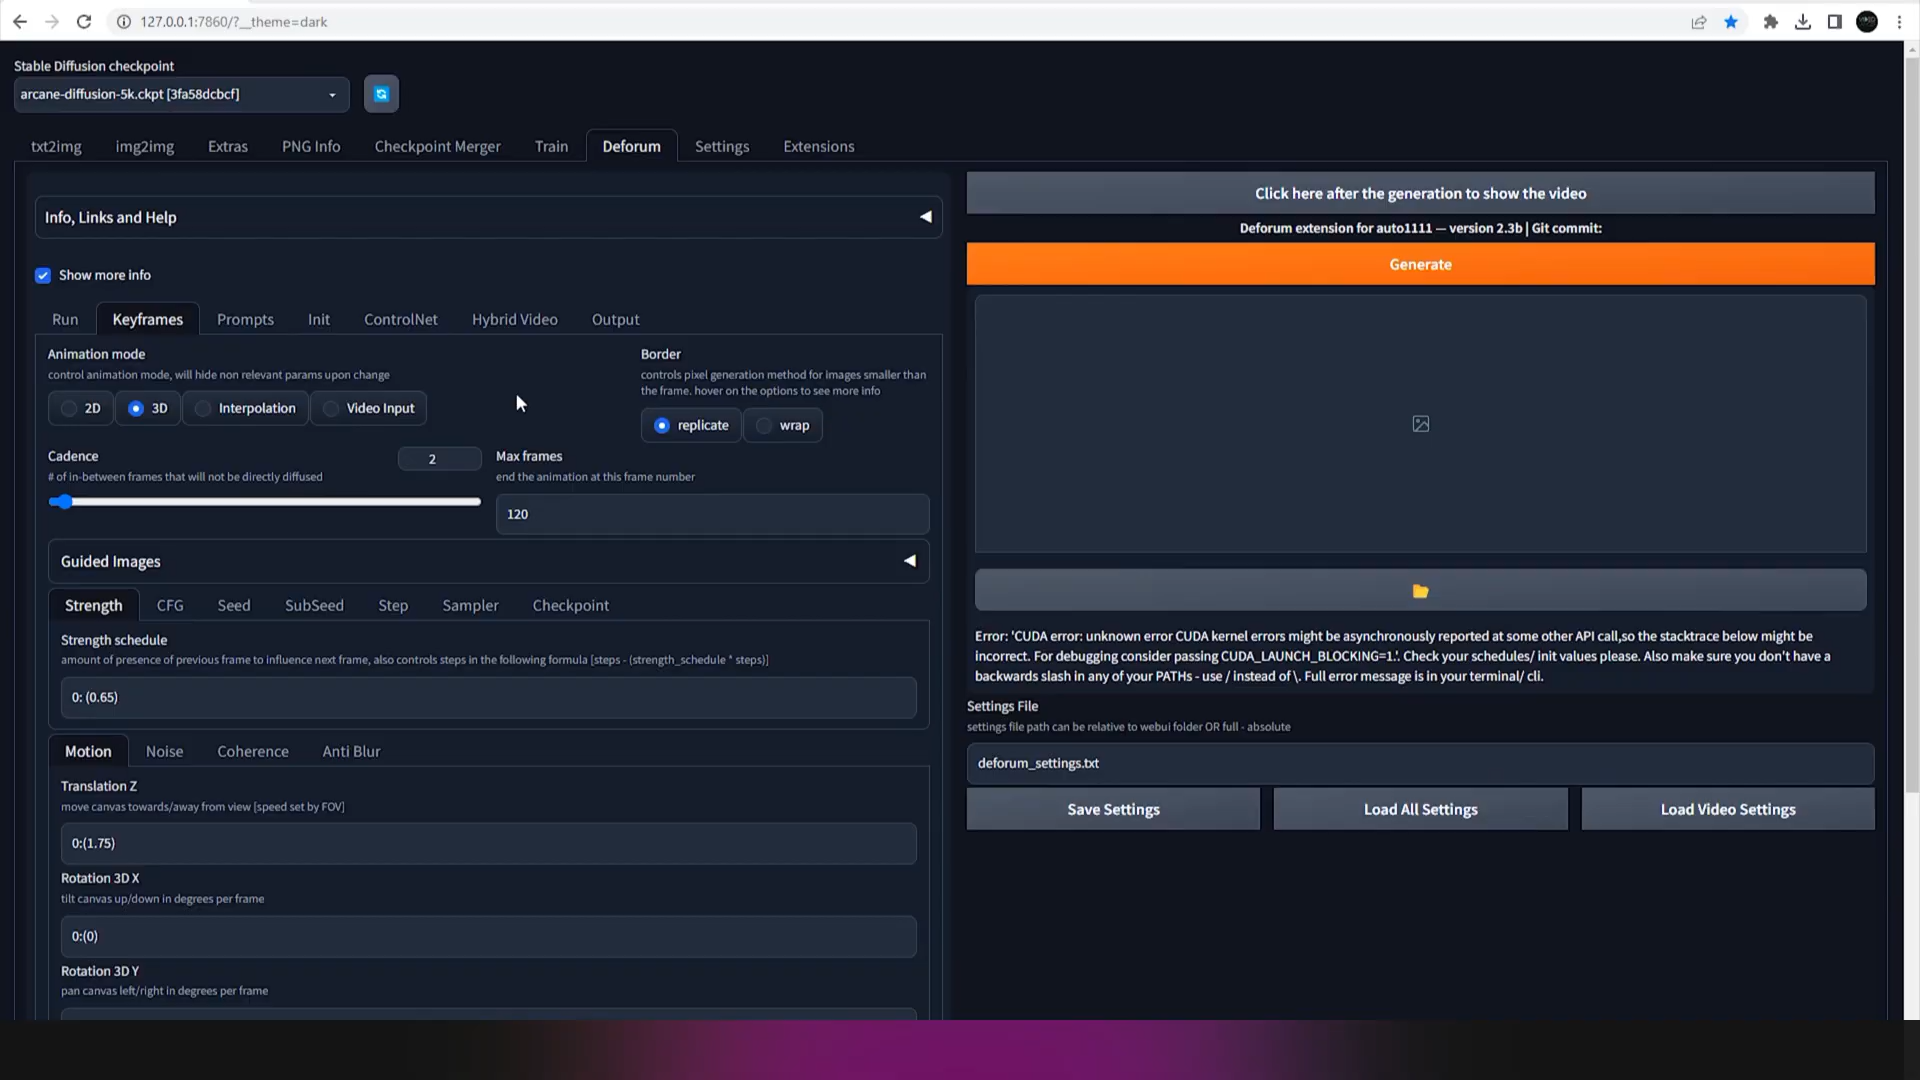 127.0.0.1:7860/?__theme=dark
Stable Diffusion checkpoint
arcane-diffusion-5k.ckpt [3fa58dcbcf]
txt2img
img2img
Extras
PNG Info
Checkpoint Merger
Train
Deforum
Settings
Extensions
Info, Links and Help
Show more info
Run
Keyframes
Prompts
Init
ControlNet
Hybrid Video
Output
Animation mode
control animation mode, will hide non relevant params upon change
2D
3D
Interpolation
Video Input
Border
controls pixel generation method for images smaller than
the frame. hover on the options to see more info
replicate
wrap
Cadence
2
# of in-between frames that will not be directly diffused
Max frames
end the animation at this frame number
120
Guided Images
Strength
CFG
Seed
SubSeed
Step
Sampler
Checkpoint
Strength schedule
amount of presence of previous frame to influence next frame, also controls steps in the following formula [steps - (strength_schedule * steps)]
0: (0.65)
Motion
Noise
Coherence
Anti Blur
Translation Z
move canvas towards/away from view [speed set by FOV]
0:(1.75)
Rotation 3D X
tilt canvas up/down in degrees per frame
0:(0)
Rotation 3D Y
pan canvas left/right in degrees per frame
Click here after the generation to show the video
Deforum extension for auto1111 — version 2.3b | Git commit:
Generate
Error: 'CUDA error: unknown error CUDA kernel errors might be asynchronously reported at some other API call,so the stacktrace below might be
incorrect. For debugging consider passing CUDA_LAUNCH_BLOCKING=1.'. Check your schedules/ init values please. Also make sure you don't have a
backwards slash in any of your PATHs - use / instead of \. Full error message is in your terminal/ cli.
Settings File
settings file path can be relative to webui folder OR full - absolute
deforum_settings.txt
Save Settings
Load All Settings
Load Video Settings